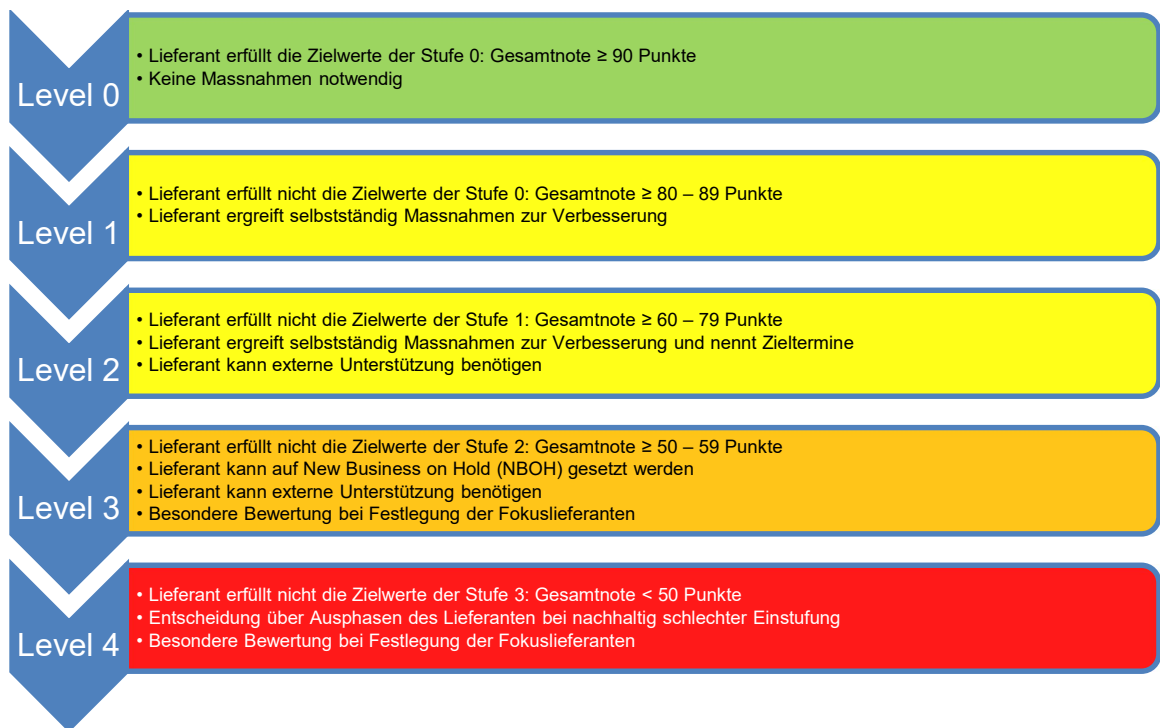 Level 0
• Lieferant erfüllt die Zielwerte der Stufe 0: Gesamtnote ≥ 90 Punkte
• Keine Massnahmen notwendig
Level 1
• Lieferant erfüllt nicht die Zielwerte der Stufe 0: Gesamtnote ≥ 80 – 89 Punkte
• Lieferant ergreift selbstständig Massnahmen zur Verbesserung
Level 2
• Lieferant erfüllt nicht die Zielwerte der Stufe 1: Gesamtnote ≥ 60 – 79 Punkte
• Lieferant ergreift selbstständig Massnahmen zur Verbesserung und nennt Zieltermine
• Lieferant kann externe Unterstützung benötigen
Level 3
• Lieferant erfüllt nicht die Zielwerte der Stufe 2: Gesamtnote ≥ 50 – 59 Punkte
• Lieferant kann auf New Business on Hold (NBOH) gesetzt werden
• Lieferant kann externe Unterstützung benötigen
• Besondere Bewertung bei Festlegung der Fokuslieferanten
Level 4
• Lieferant erfüllt nicht die Zielwerte der Stufe 3: Gesamtnote < 50 Punkte
• Entscheidung über Ausphasen des Lieferanten bei nachhaltig schlechter Einstufung
• Besondere Bewertung bei Festlegung der Fokuslieferanten